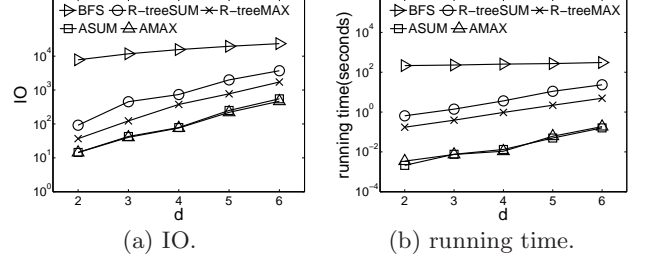 BFS R-treeSUM R-treeMAX
ASUM AMAX
10^4
10^3
10^2
10^1
10^0
IO
2 3 4 5 6
d
(a) IO.
BFS R-treeSUM R-treeMAX
ASUM AMAX
10^4
10^2
10^0
10^-2
10^-4
running time(seconds)
2 3 4 5 6
d
(b) running time.